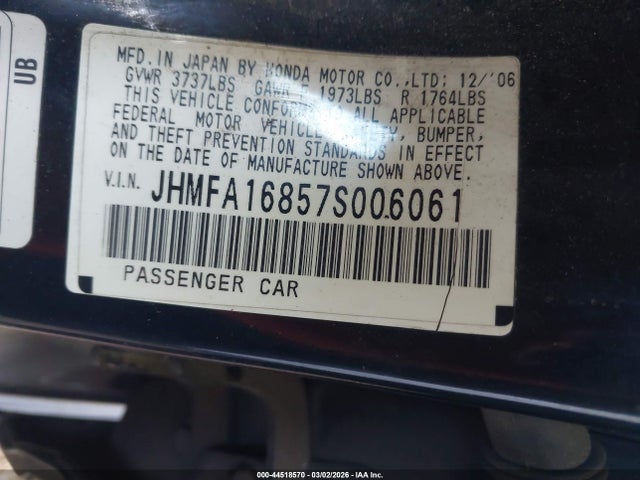 UB
MFD. IN JAPAN BY HONDA MOTOR CO., LTD; 12/'06
GVWR 3737LBS GAWR F 1973LBS R 1764LBS
THIS VEHICLE CONFORMS ALL APPLICABLE
FEDERAL MOTOR VEHICLE BUMPER,
AND THEFT PREVENTION STANDARDS IN EFFECT
ON THE DATE OF MANUFACTURE SHOWN ABOVE.
V.I.N. JHMFA16857S006061
PASSENGER CAR
000-44518570 | 03/02/2026 | IAA Inc.